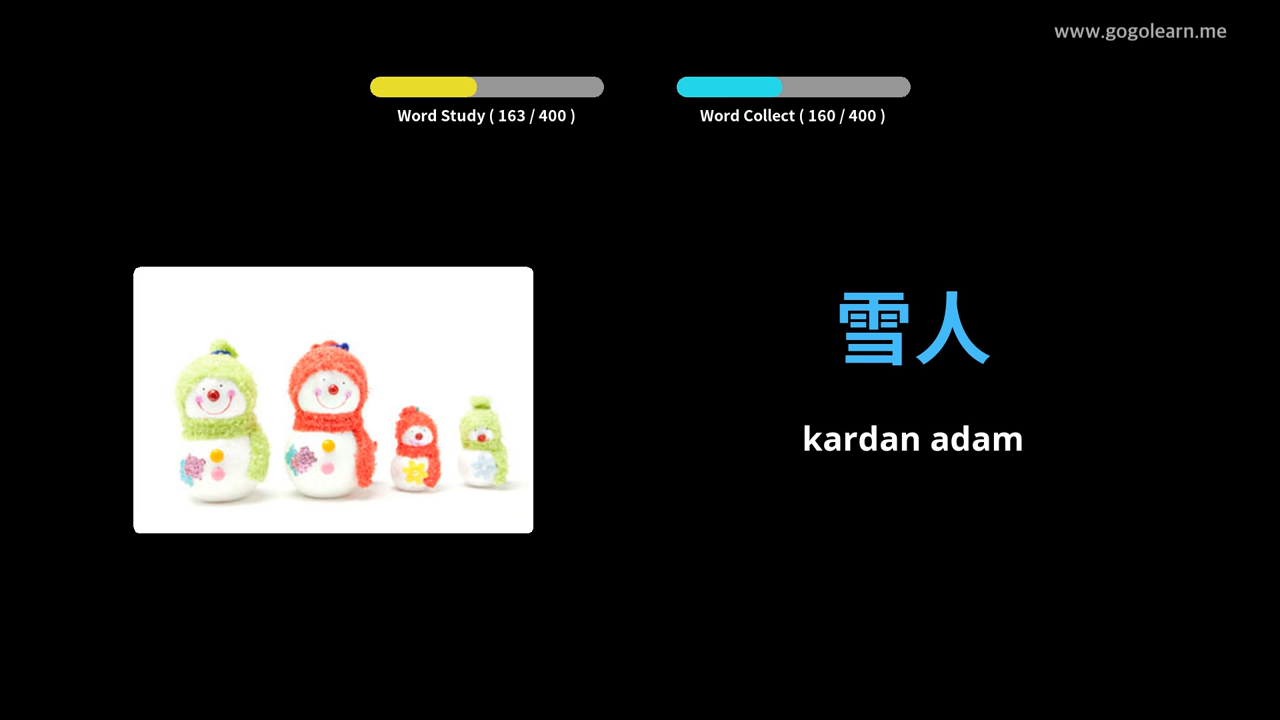 www.gogolearn.me
Word Study ( 163 / 400 )
Word Collect ( 160 / 400 )
雪人
kardan adam